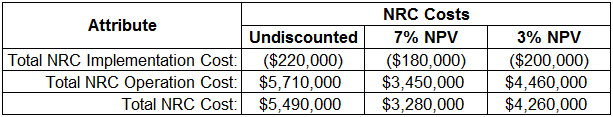 Attribute NRC Costs
Undiscounted 7% NPV 3% NPV
Total NRC Implementation Cost: ($220,000) ($180,000) ($200,000)
Total NRC Operation Cost: $5,710,000 $3,450,000 $4,460,000
Total NRC Cost: $5,490,000 $3,280,000 $4,260,000